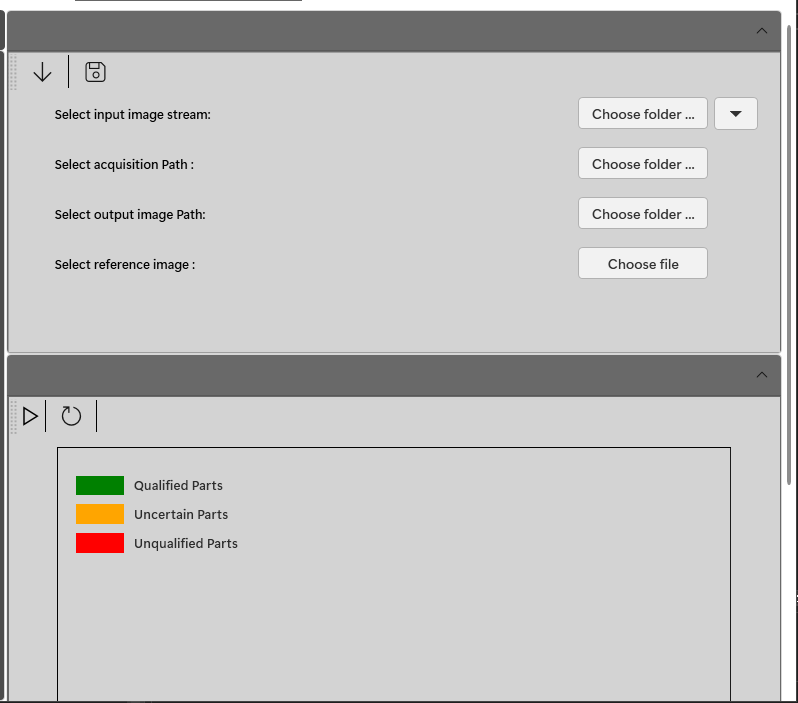 Select input image stream:
Choose folder ...
Select acquisition Path :
Choose folder ...
Select output image Path:
Choose folder ...
Select reference image :
Choose file
Qualified Parts
Uncertain Parts
Unqualified Parts